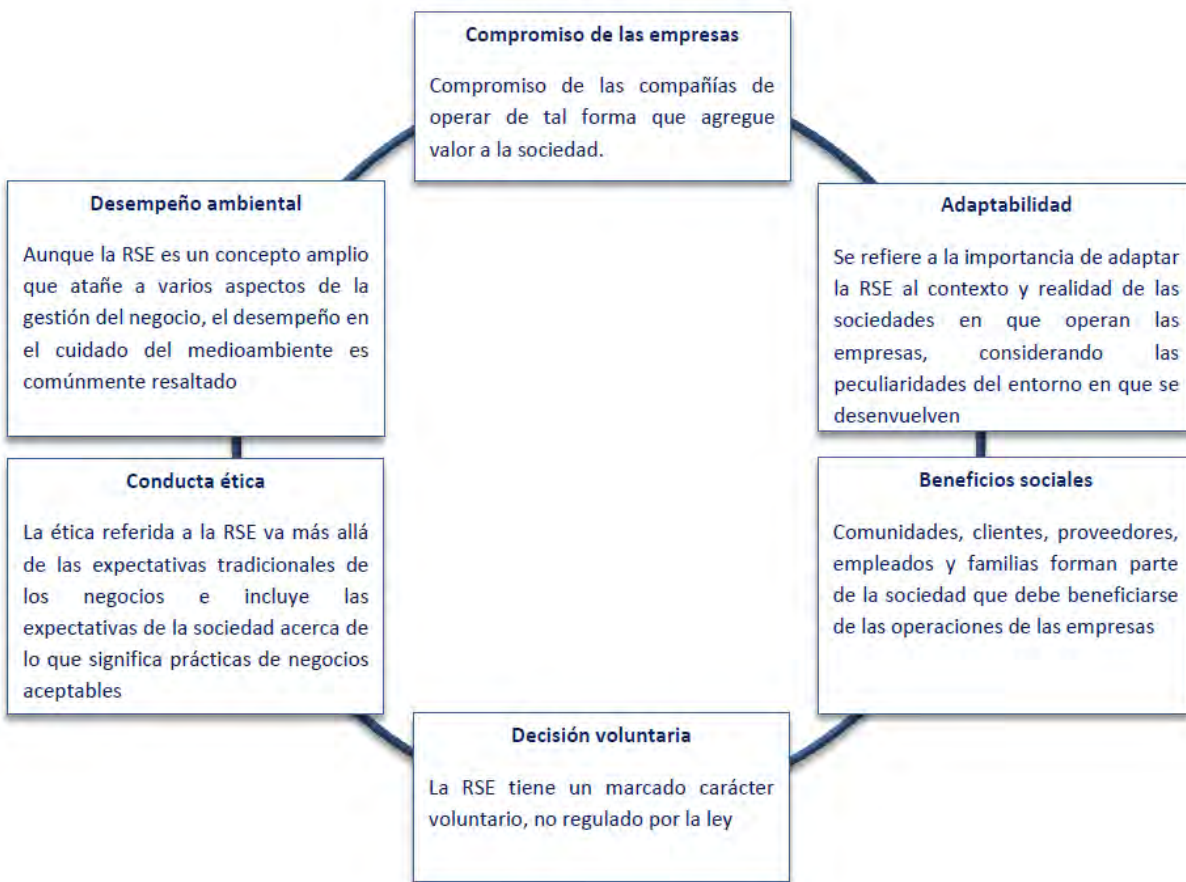 Compromiso de las empresas
Compromiso de las compañías de
operar de tal forma que agregue
valor a la sociedad.
Desempeño ambiental
Aunque la RSE es un concepto amplio
que atañe a varios aspectos de la
gestión del negocio, el desempeño en
el cuidado del medioambiente es
comúnmente resaltado
Adaptabilidad
Se refiere a la importancia de adaptar
la RSE al contexto y realidad de las
sociedades en que operan las
empresas, considerando las
peculiaridades del entorno en que se
desenvuelven
Conducta ética
La ética referida a la RSE va más allá
de las expectativas tradicionales de
los negocios e incluye las
expectativas de la sociedad acerca de
lo que significa prácticas de negocios
aceptables
Beneficios sociales
Comunidades, clientes, proveedores,
empleados y familias forman parte
de la sociedad que debe beneficiarse
de las operaciones de las empresas
Decisión voluntaria
La RSE tiene un marcado carácter
voluntario, no regulado por la ley